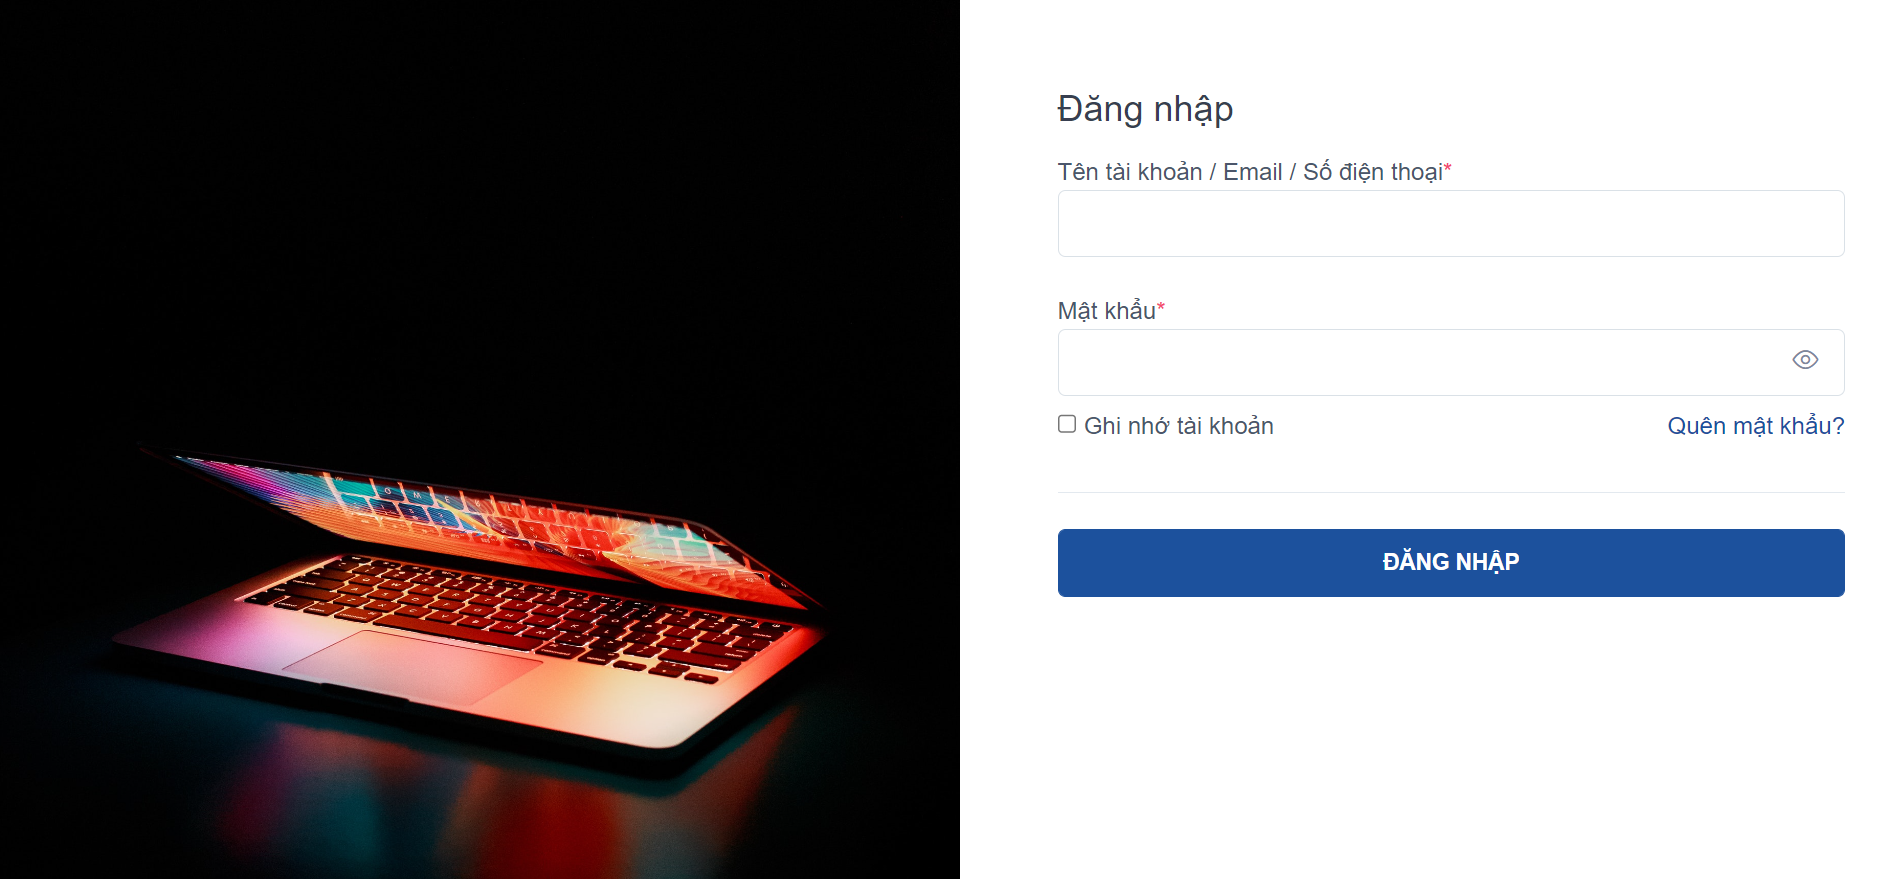 Đăng nhập
Tên tài khoản / Email / Số điện thoại*
Mật khẩu*
Ghi nhớ tài khoản
Quên mật khẩu?
ĐĂNG NHẬP